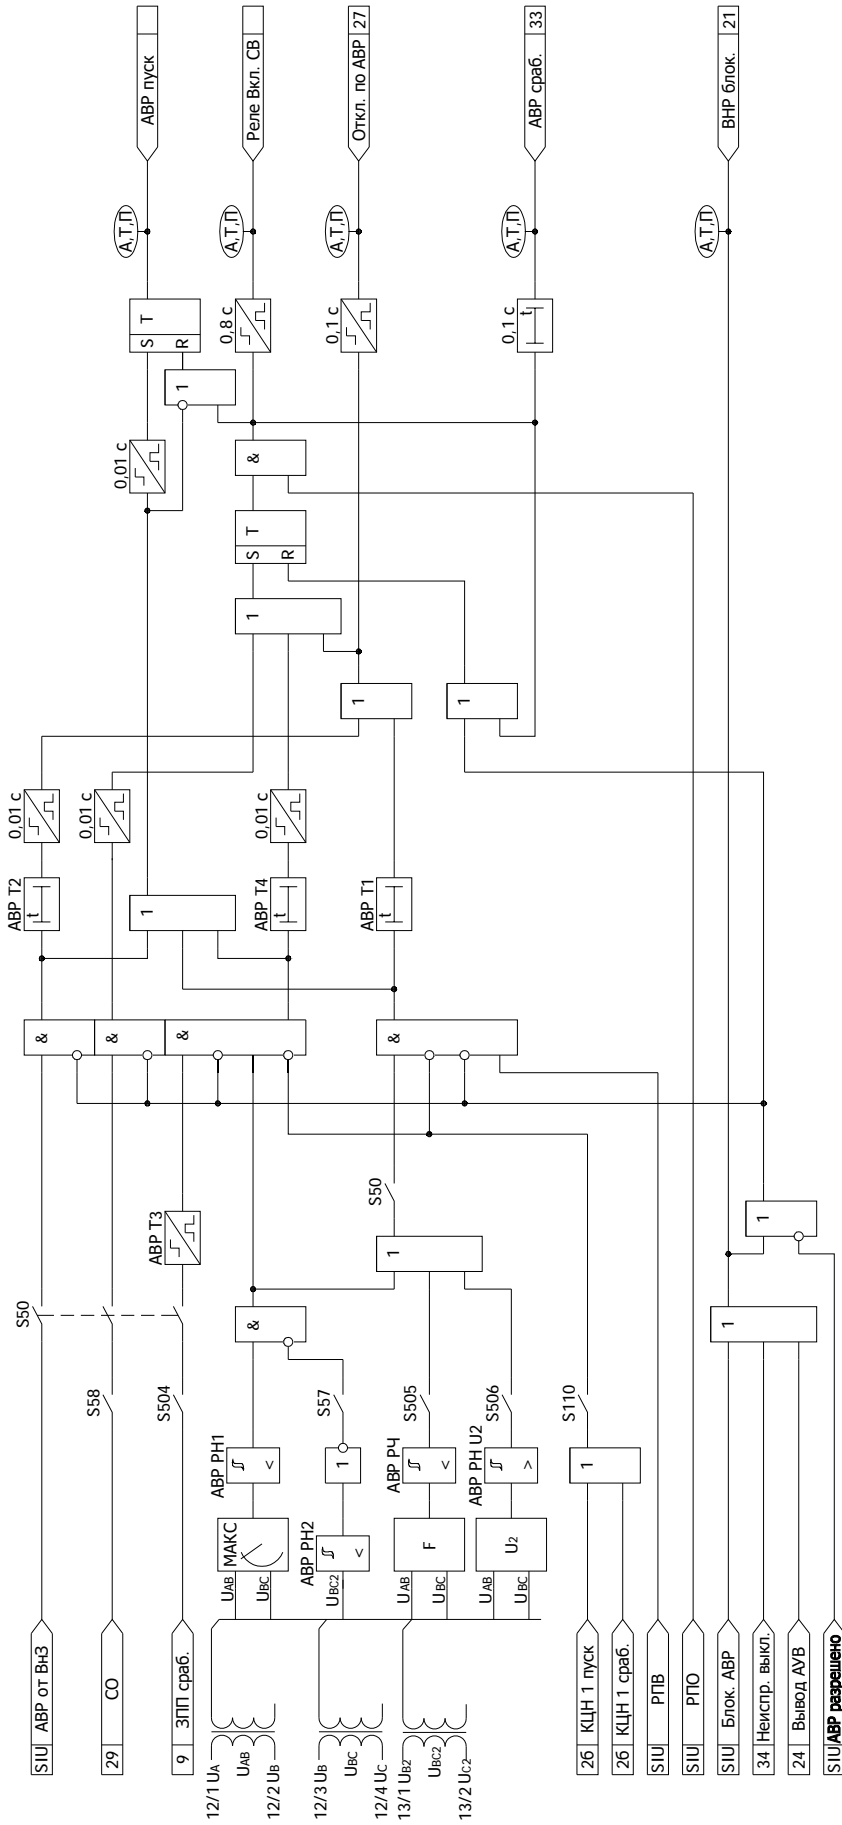 АВР пуск
Реле Вкл. СВ
Откл. по АВР 27
АВР сраб. 33
ВНР блок. 21
А,Т,П
А,Т,П
А,Т,П
А,Т,П
А,Т,П
S T
R
0,8 с
0,1 с
0,1 с
t
1
0,01 с
&
S T
R
1
1
1
0,01 с
0,01 с
0,01 с
АВР Т2
t
1
АВР Т4
t
АВР Т1
t
&
&
&
&
S50
АВР Т3
1
1
S50
&
1
S58
S504
S57
S505
S506
S110
АВР РН1
<
1
АВР РЧ
<
АВР РН U2
>
1
МАКС
АВР РН2
<
F
U2
UAB
UBC
UBC2
UAB
UBC
UAB
UBC
SIU АВР от ВнЗ
29 СО
9 ЗПП сраб.
12/1 UA
UAB
12/2 UB
12/3 UB
UBC
12/4 UC
13/1 UB2
UBC2
13/2 UC2
26 КЦН 1 пуск
26 КЦН 1 сраб.
SIU РПВ
SIU РПО
SIU Блок. АВР
34 Неиспр. выкл.
24 Вывод АУВ
SIU АВР разрешено